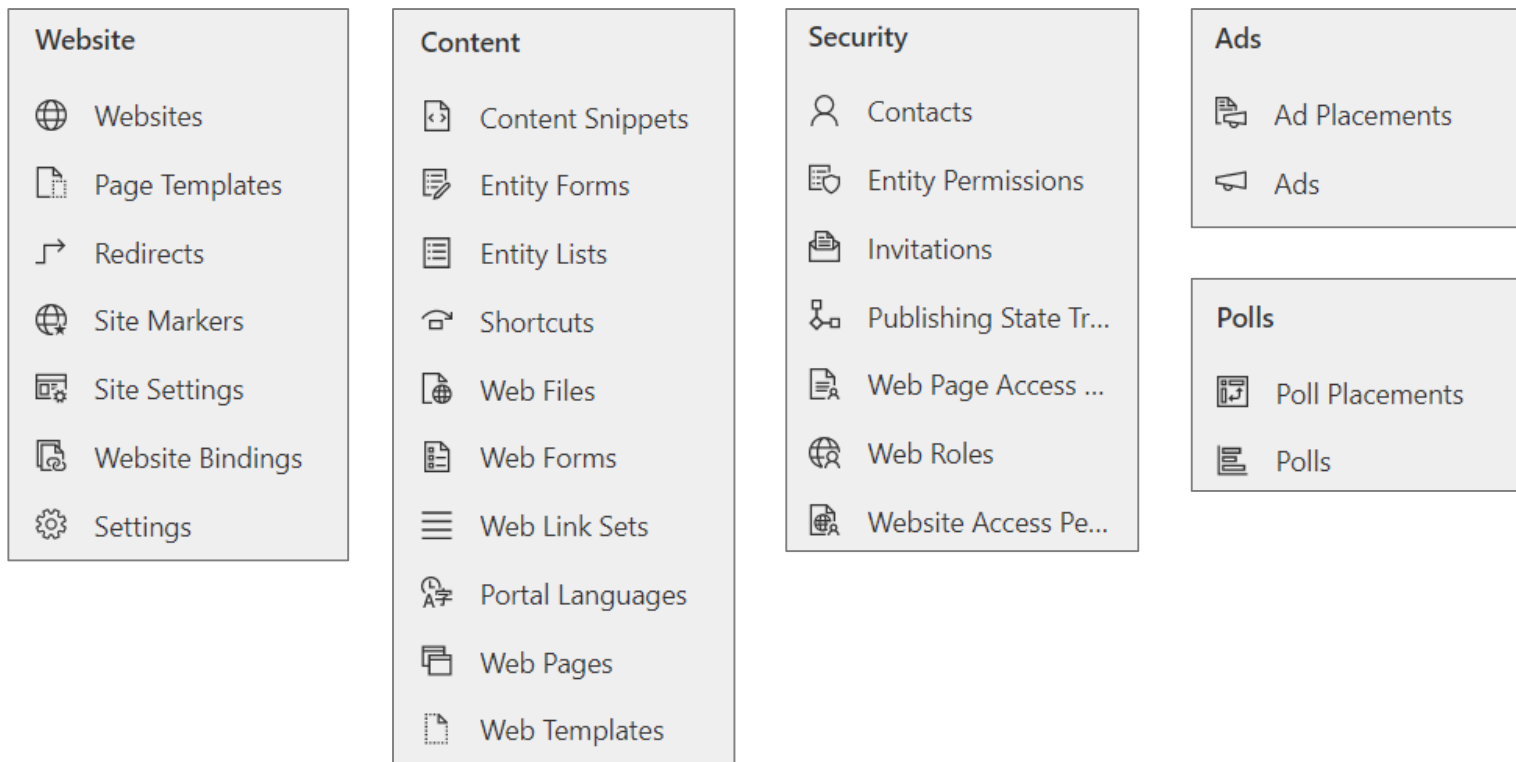 Website
Websites
Page Templates
Redirects
Site Markers
Site Settings
Website Bindings
Settings
Content
Content Snippets
Entity Forms
Entity Lists
Shortcuts
Web Files
Web Forms
Web Link Sets
Portal Languages
Web Pages
Web Templates
Security
Contacts
Entity Permissions
Invitations
Publishing State Tr...
Web Page Access ...
Web Roles
Website Access Pe...
Ads
Ad Placements
Ads
Polls
Poll Placements
Polls